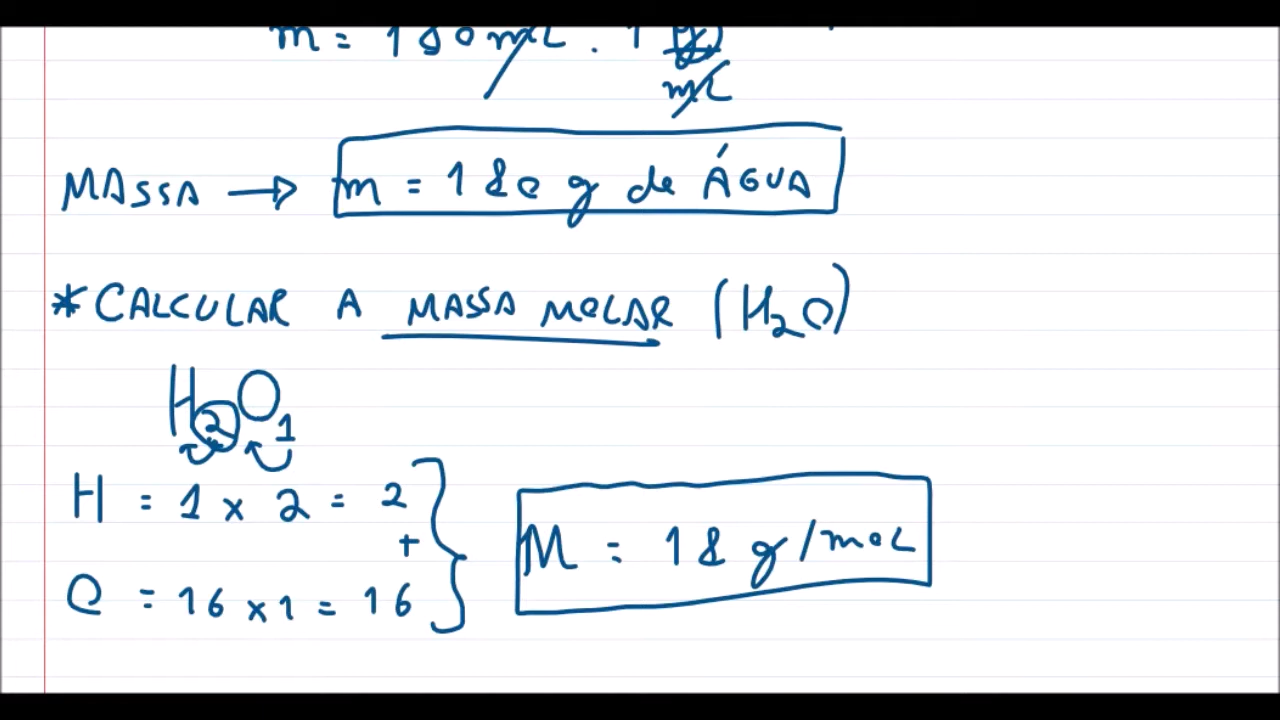 m = 180 mL . 1 g
mL
MASSA → m = 180 g de ÁGUA
* CALCULAR A MASSA MOLAR (H₂O)
H₂O₁
H = 1 x 2 = 2
+
O = 16 x 1 = 16
M = 18 g/moL